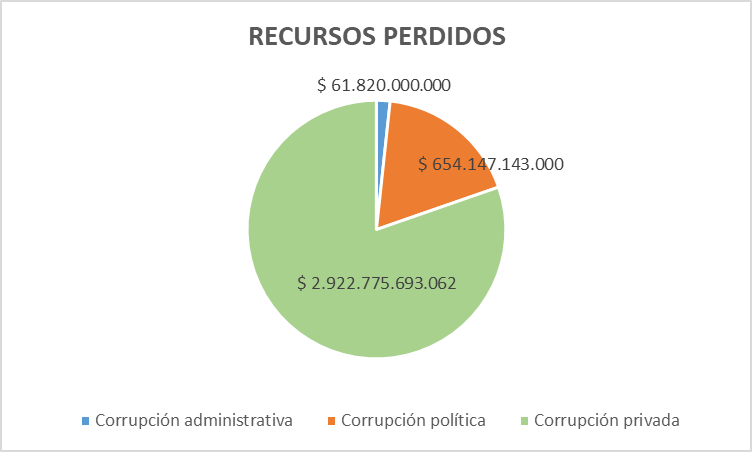 RECURSOS PERDIDOS
$ 61.820.000.000
$ 654.147.143.000
$ 2.922.775.693.062
Corrupción administrativa
Corrupción política
Corrupción privada